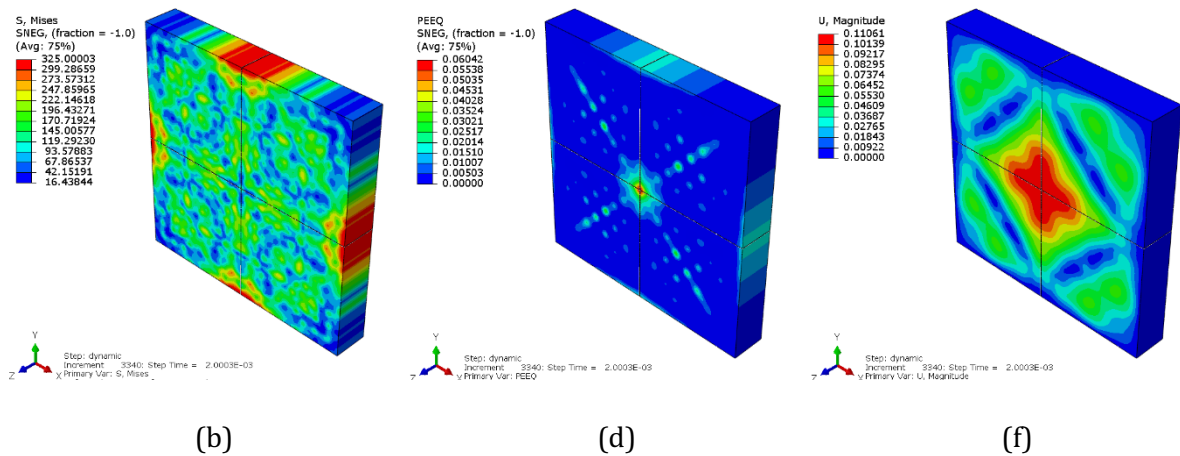 S, Mises
SNEG, (fraction = -1.0)
(Avg: 75%)
325.00003
299.28659
273.57312
247.85965
222.14618
196.43271
170.71924
145.00577
119.29230
93.57883
67.86537
42.15191
16.43844
Y
Z
X
Step: dynamic
Increment 3340: Step Time = 2.0003E-03
Primary Var: S, Mises
(b)
PEEQ
SNEG, (fraction = -1.0)
(Avg: 75%)
0.06042
0.05538
0.05035
0.04531
0.04028
0.03524
0.03021
0.02517
0.02014
0.01510
0.01007
0.00503
0.00000
Y
Z
X
Step: dynamic
Increment 3340: Step Time = 2.0003E-03
Primary Var: PEEQ
(d)
U, Magnitude
0.11061
0.10139
0.09217
0.08295
0.07374
0.06452
0.05530
0.04609
0.03687
0.02765
0.01843
0.00922
0.00000
Y
Z
X
Step: dynamic
Increment 3340: Step Time = 2.0003E-03
Primary Var: U, Magnitude
(f)